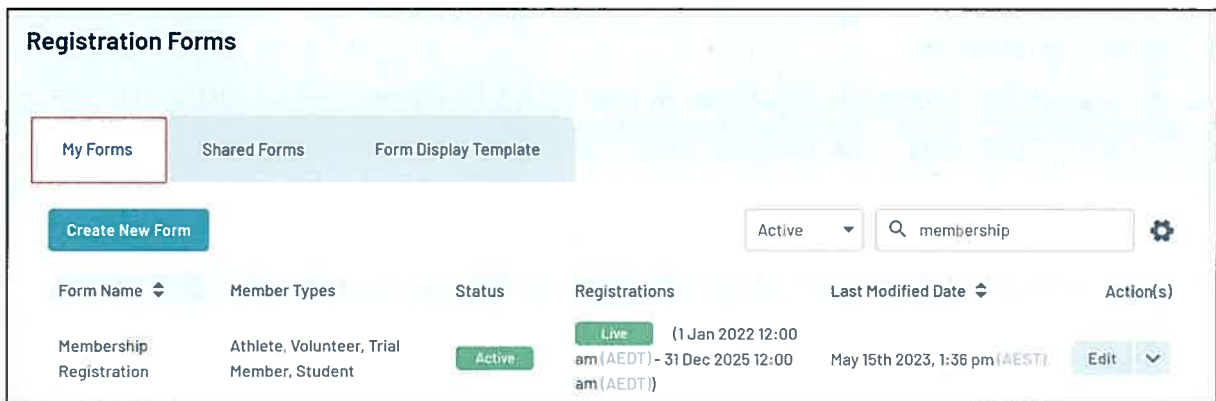 Registration Forms
My Forms Shared Forms Form Display Template
Create New Form Active membership
Form Name Member Types Status Registrations Last Modified Date Action(s)
Membership Registration Athlete, Volunteer, Trial Member, Student Active Live (1 Jan 2022 12:00 am (AEDT) - 31 Dec 2025 12:00 am (AEDT)) May 15th 2023, 1:36 pm (AEST) Edit